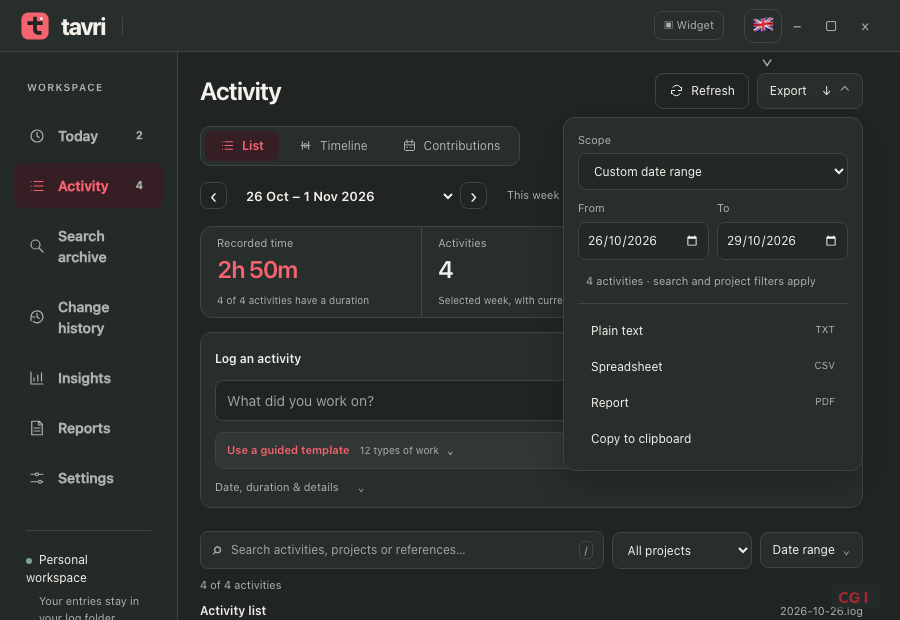 tavri
Widget
WORKSPACE
Today 2
Activity 4
Search
archive
Change
history
Insights
Reports
Settings
Personal
workspace
Your entries stay in
your log folder
Activity
Refresh
Export
List
Timeline
Contributions
26 Oct – 1 Nov 2026
This week
Recorded time
2h 50m
4 of 4 activities have a duration
Activities
4
Selected week, with curre
Scope
Custom date range
From
To
26/10/2026
29/10/2026
4 activities · search and project filters apply
Plain text TXT
Spreadsheet CSV
Report PDF
Copy to clipboard
Log an activity
What did you work on?
Use a guided template 12 types of work
Date, duration & details
Search activities, projects or references... /
All projects
Date range
4 of 4 activities
Activity list
2026-10-26.log
CGI